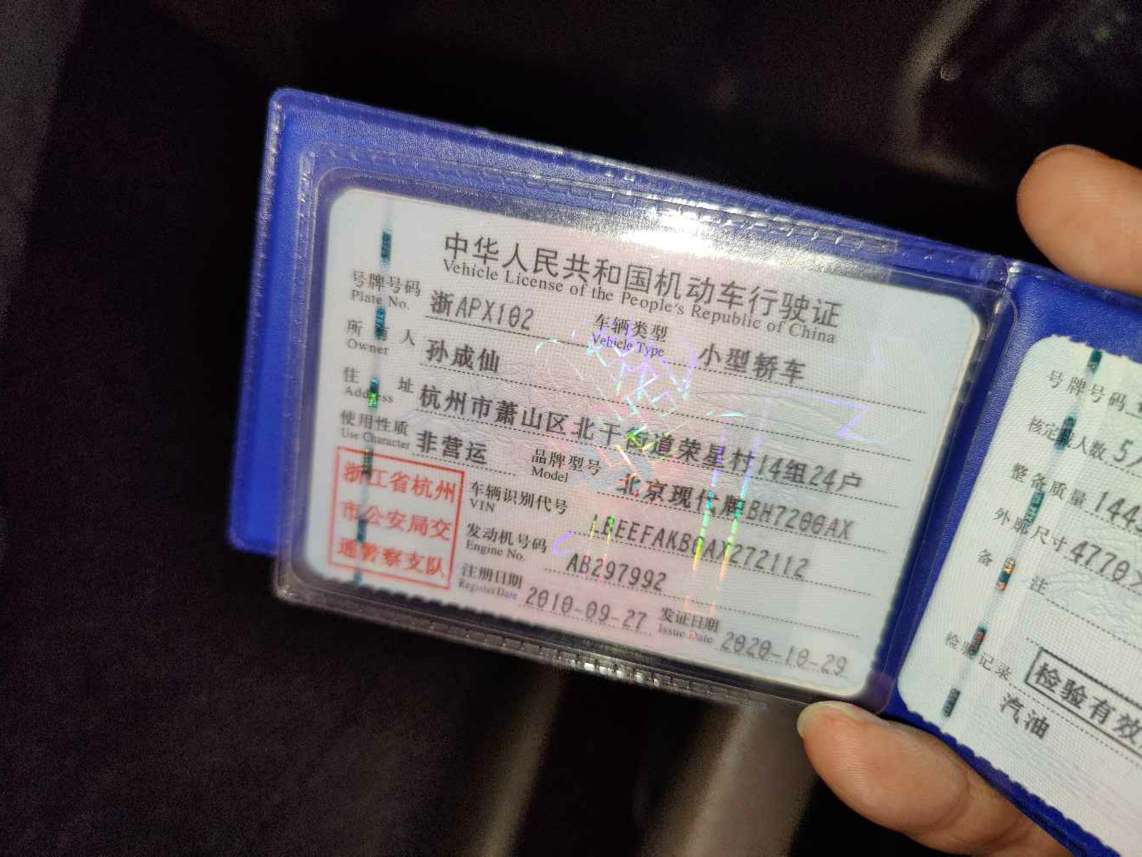 中华人民共和国机动车行驶证
Vehicle License of the People's Republic of China
号牌号码 浙APX102 车辆类型 小型轿车
Plate No. Vehicle Type
所 人 孙成仙
Owner
住 址 杭州市萧山区北干街道荣星村14组24户
Address
使用性质 非营运 品牌型号 北京现代牌BH7200AX
Use Character Model
浙江省杭州
市公安局交
通警察支队
车辆识别代号 LBEEFAKB0AX272112
VIN
发动机号码 AB297992
Engine No.
注册日期 2010-09-27 发证日期 2020-10-29
Register Date Issue Date
号牌号码
核定载人数 5
整备质量 144
外廓尺寸 4770
备 注
检验记录
检验有效
汽油